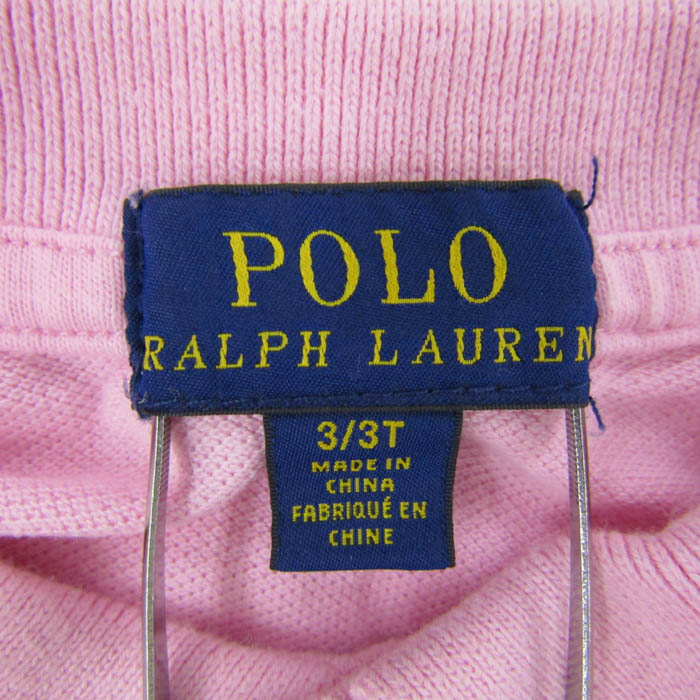 POLO
RALPH LAUREN
3/3T
MADE IN
CHINA
FABRIQUÉ EN
CHINE